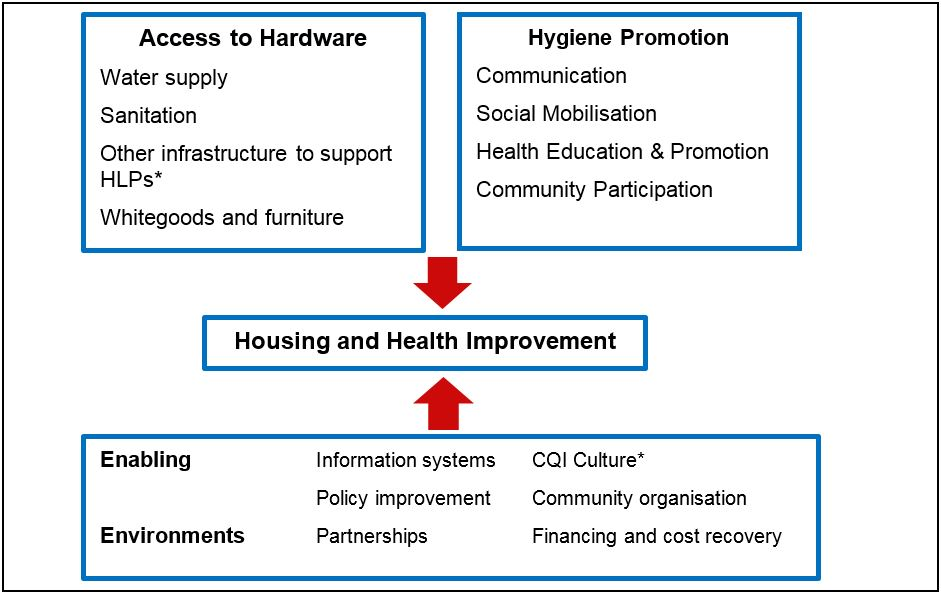 Access to Hardware
Water supply
Sanitation
Other infrastructure to support
HLPs*
Whitegoods and furniture
Hygiene Promotion
Communication
Social Mobilisation
Health Education & Promotion
Community Participation
Housing and Health Improvement
Enabling
Information systems
CQI Culture*
Policy improvement
Community organisation
Environments
Partnerships
Financing and cost recovery